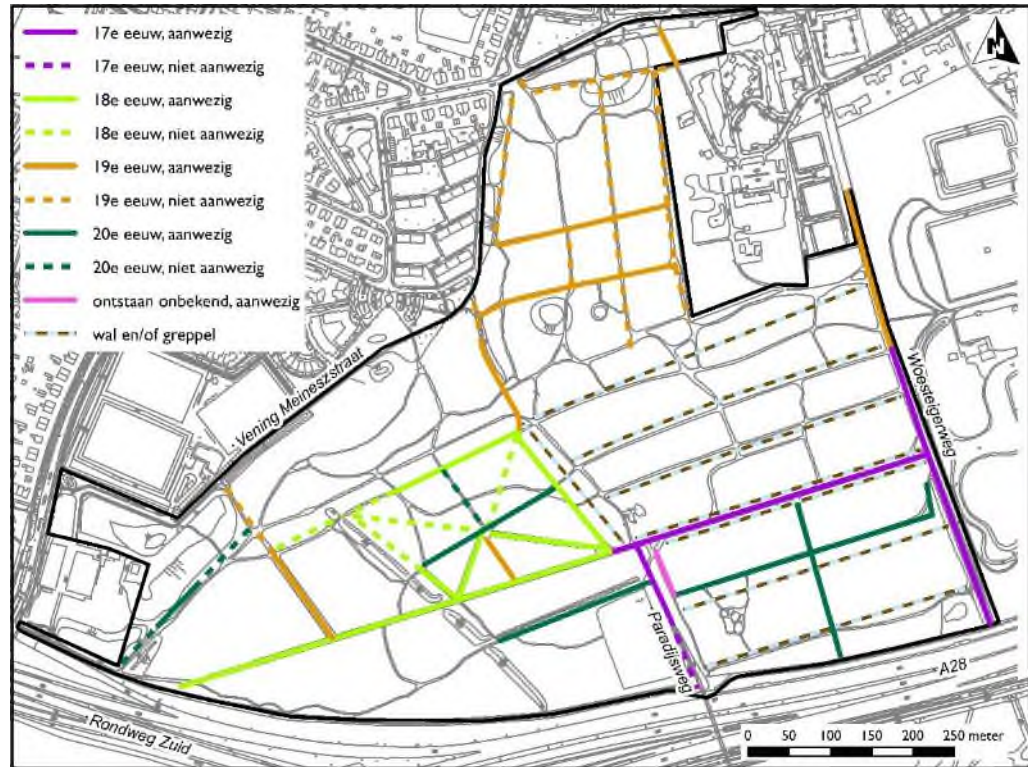 17e eeuw, aanwezig
17e eeuw, niet aanwezig
18e eeuw, aanwezig
18e eeuw, niet aanwezig
19e eeuw, aanwezig
19e eeuw, niet aanwezig
20e eeuw, aanwezig
20e eeuw, niet aanwezig
ontstaan onbekend, aanwezig
wal en/of greppel
N
Vening Meineszstraat
Woesteigerweg
Paradijsweg
A28
Rondweg Zuid
0 50 100 150 200 250 meter